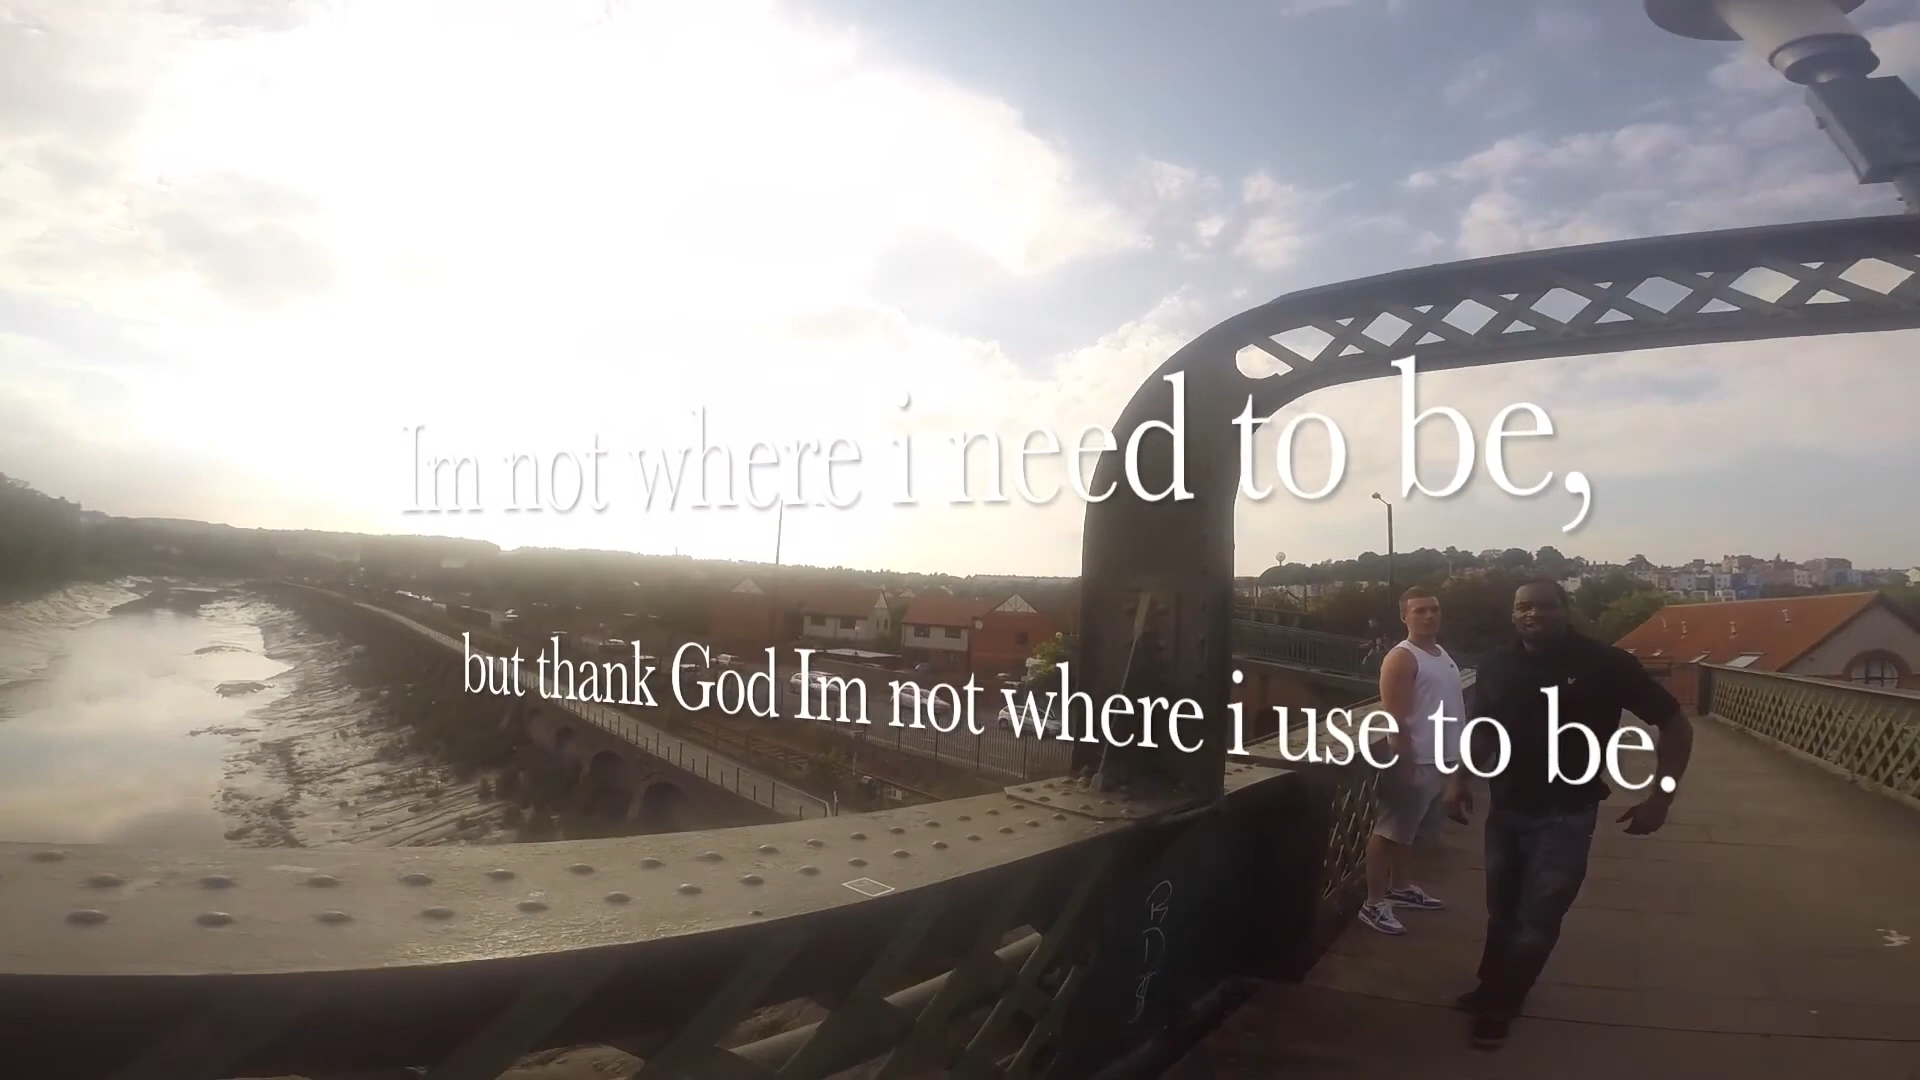 Im not where i need to be,
but thank God Im not where i use to be.